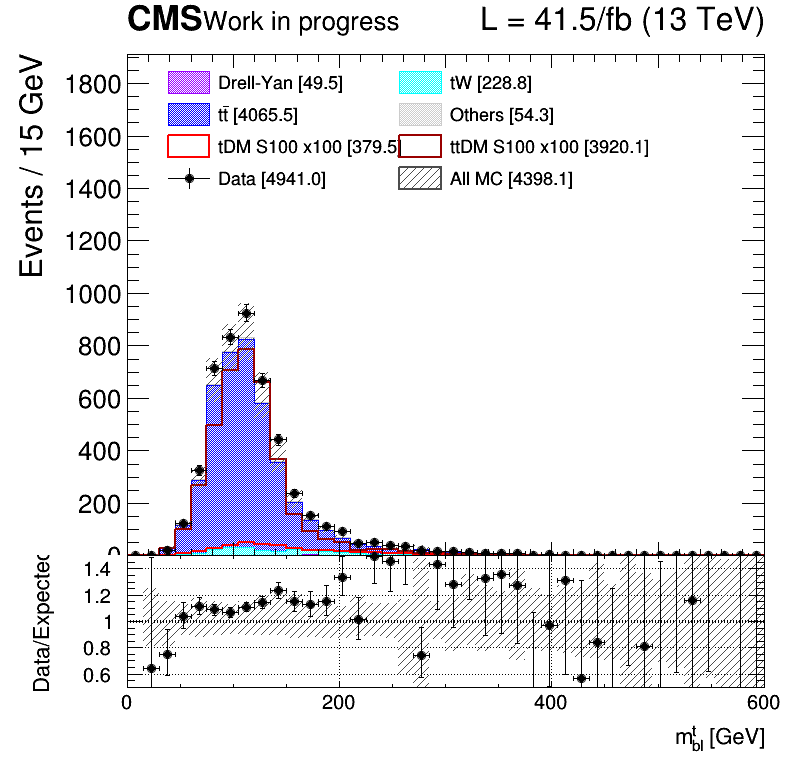 CMS Work in progress L = 41.5/fb (13 TeV)
Events / 15 GeV
1800
1600
1400
1200
1000
800
600
400
200
0
Drell-Yan [49.5] tW [228.8]
tt̄ [4065.5] Others [54.3]
tDM S100 x100 [379.5] ttDM S100 x100 [3920.1]
Data [4941.0] All MC [4398.1]
Data/Expected
1.4
1.2
1
0.8
0.6
0 200 400 600
m^t_bl [GeV]